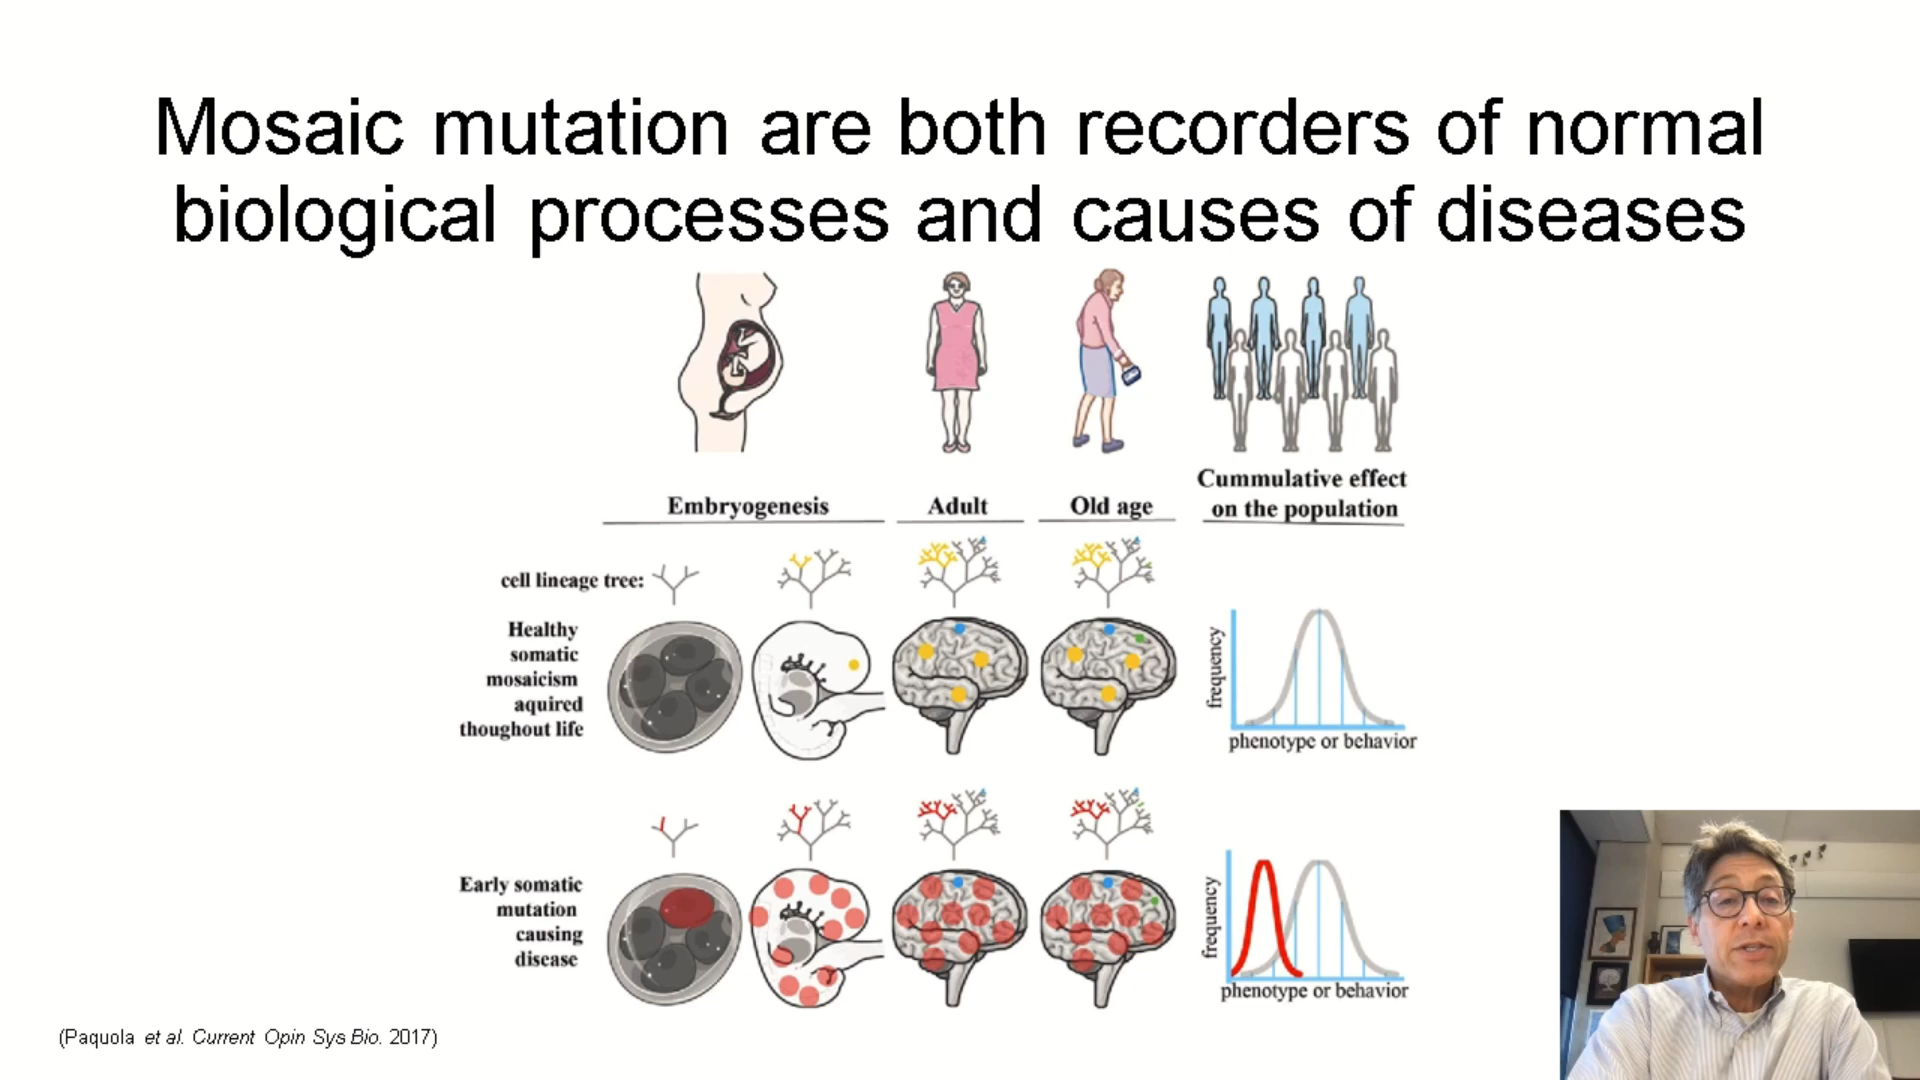 Mosaic mutation are both recorders of normal
biological processes and causes of diseases
Embryogenesis
Adult
Old age
Cummulative effect
on the population
cell lineage tree:
Healthy
somatic
mosaicism
aquired
thoughout life
frequency
phenotype or behavior
Early somatic
mutation
causing
disease
frequency
phenotype or behavior
(Paquola et al. Current Opin Sys Bio. 2017)